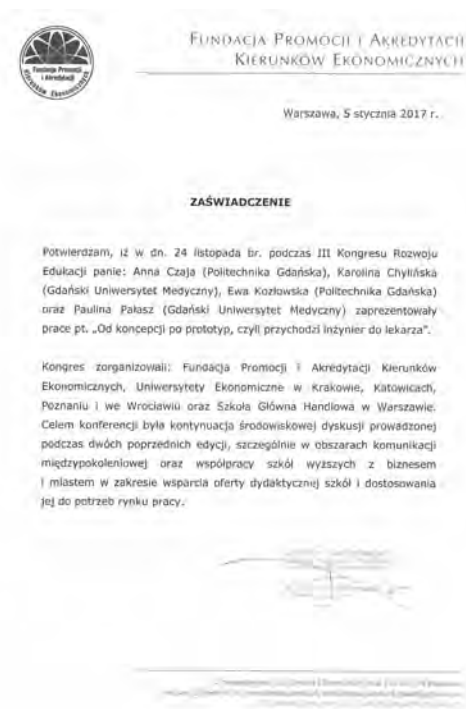 Fundacja Promocji
i Akredytacji
Kierunków Ekonomicznych
FUNDACJA PROMOCJI I AKREDYTACJI
KIERUNKÓW EKONOMICZNYCH
Warszawa, 5 stycznia 2017 r.
ZAŚWIADCZENIE
Potwierdzam, iż w dn. 24 listopada br. podczas III Kongresu Rozwoju
Edukacji panie: Anna Czaja (Politechnika Gdańska), Karolina Chylińska
(Gdański Uniwersytet Medyczny), Ewa Kozłowska (Politechnika Gdańska)
oraz Paulina Pałasz (Gdański Uniwersytet Medyczny) zaprezentowały
prace pt. „Od koncepcji po prototyp, czyli przychodzi inżynier do lekarza".
Kongres zorganizowali: Fundacja Promocji i Akredytacji Kierunków
Ekonomicznych, Uniwersytety Ekonomiczne w Krakowie, Katowicach,
Poznaniu i we Wrocławiu oraz Szkoła Główna Handlowa w Warszawie.
Celem konferencji była kontynuacja środowiskowej dyskusji prowadzonej
podczas dwóch poprzednich edycji, szczególnie w obszarach komunikacji
międzypokoleniowej oraz współpracy szkół wyższych z biznesem
i miastem w zakresie wsparcia oferty dydaktycznej szkół i dostosowania
jej do potrzeb rynku pracy.